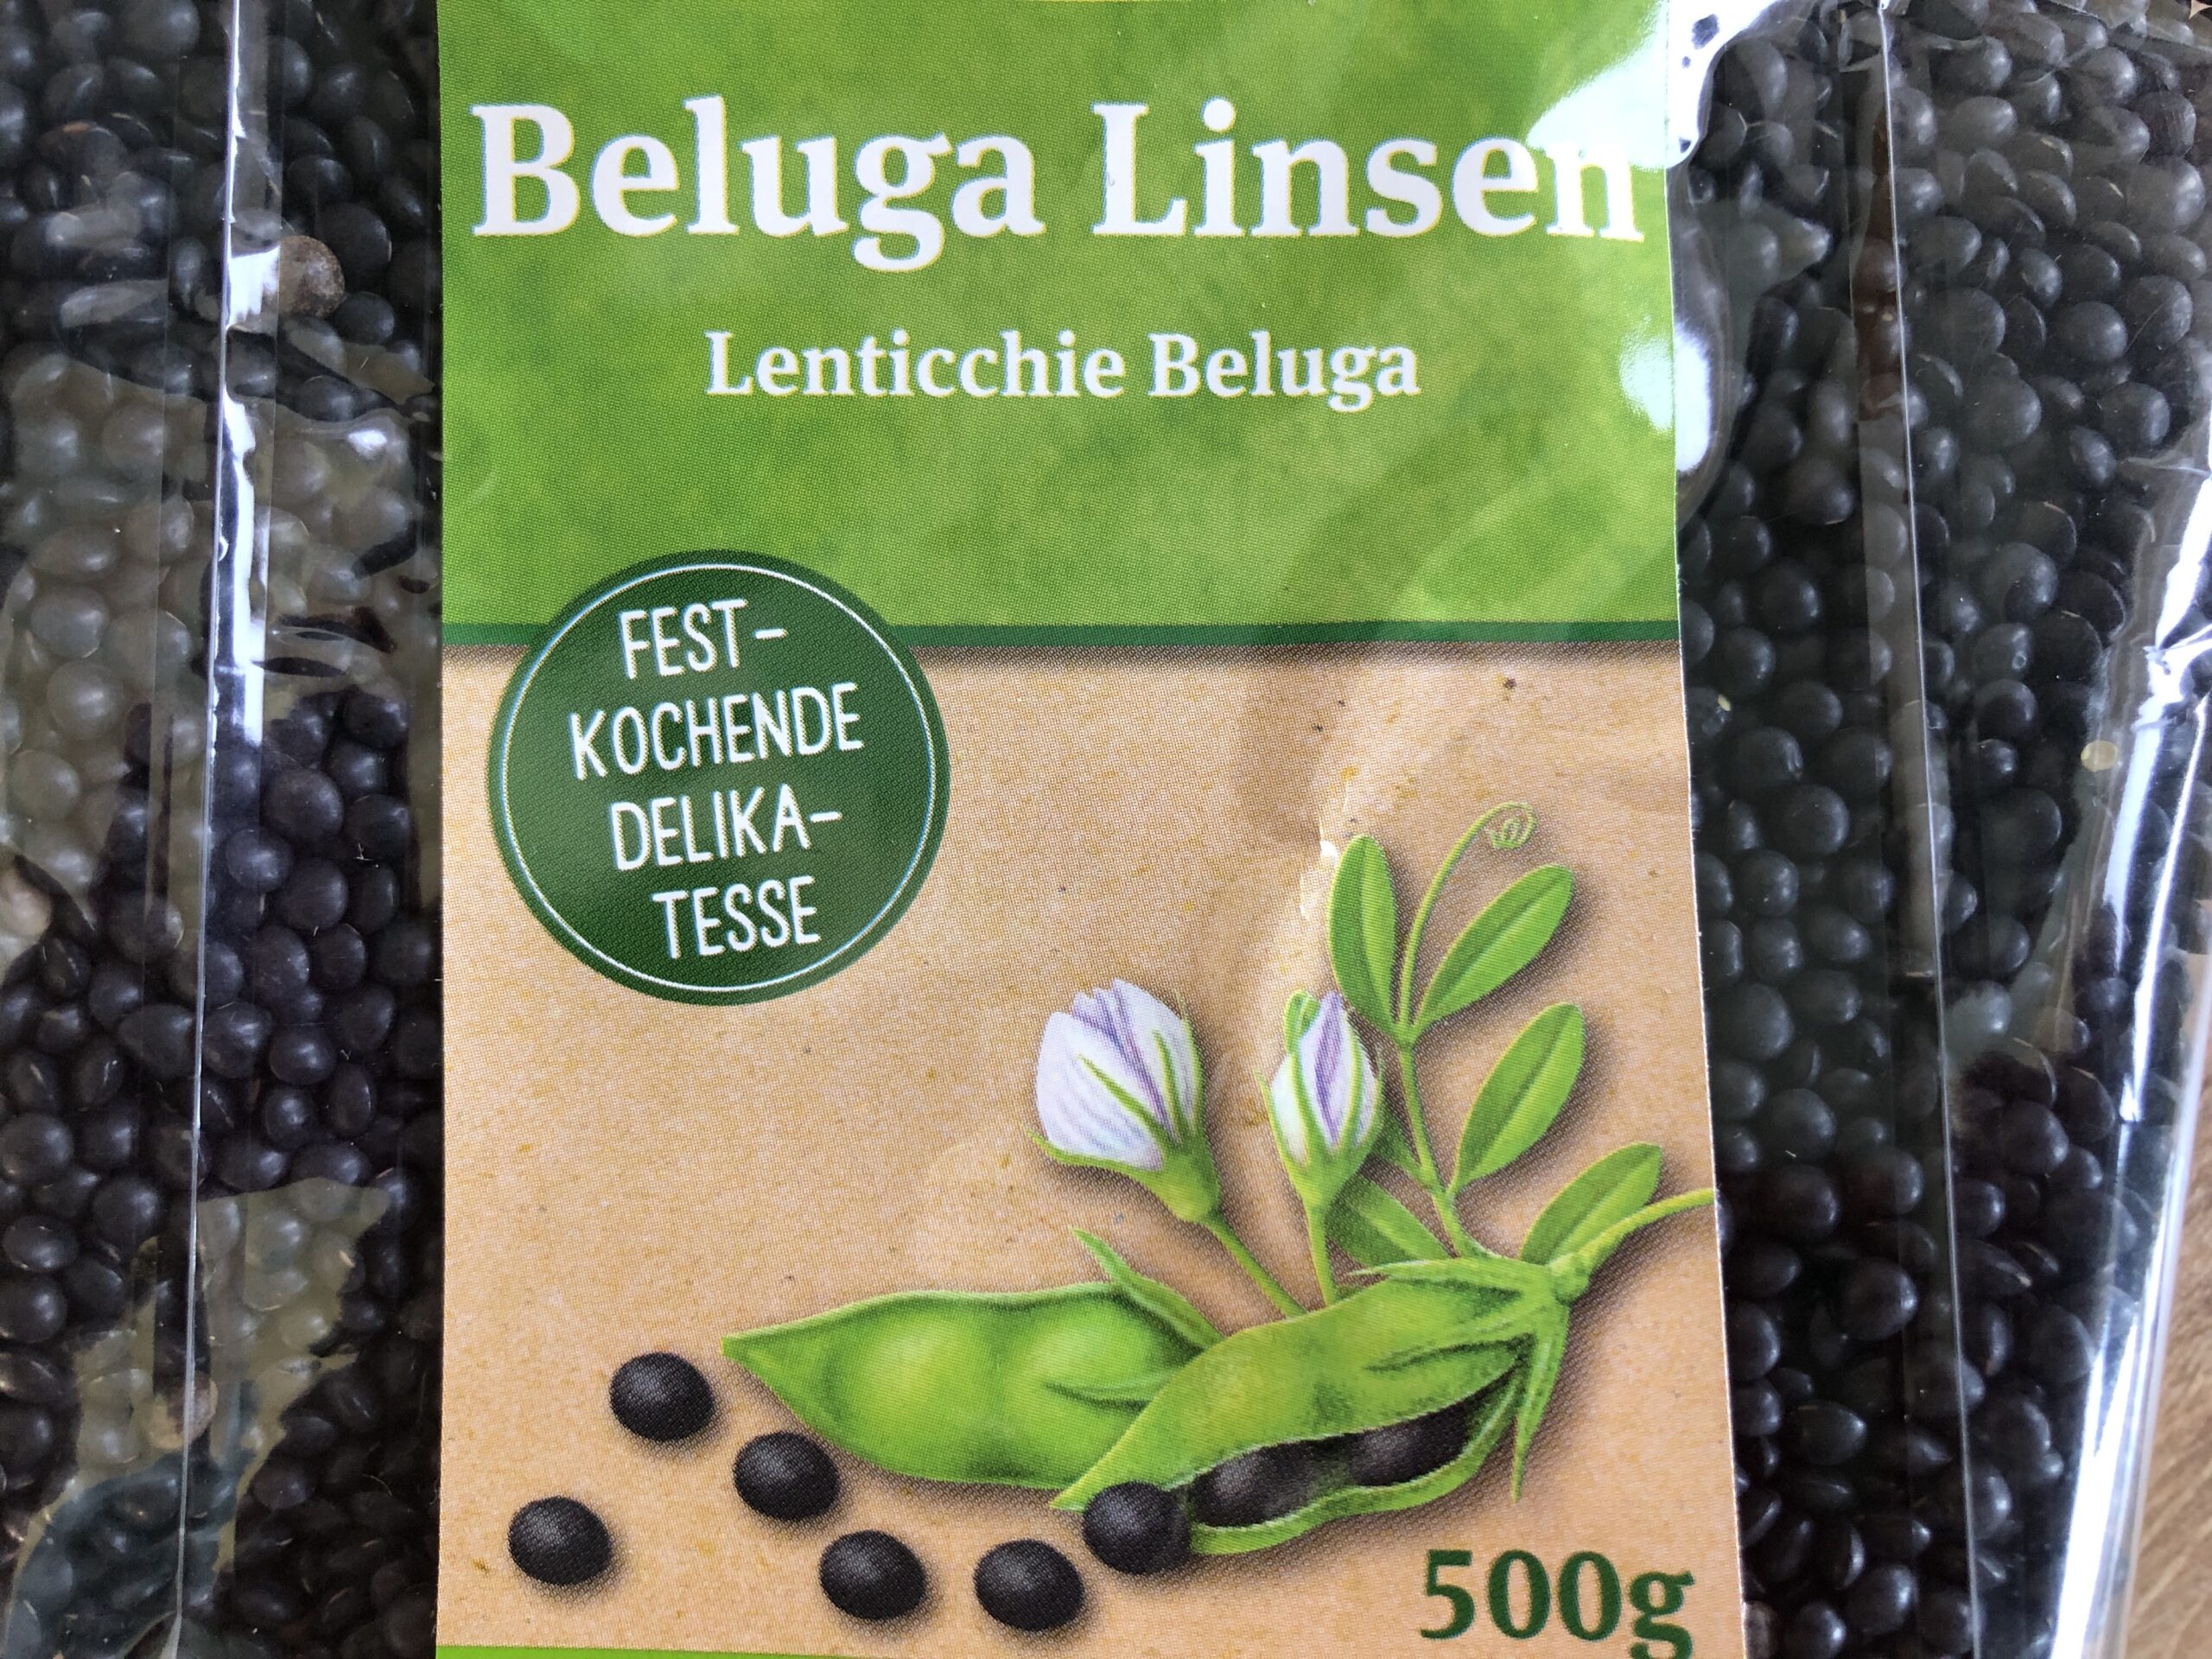 Beluga Linsen
Lenticchie Beluga
FEST-
KOCHENDE
DELIKA-
TESSE
500g